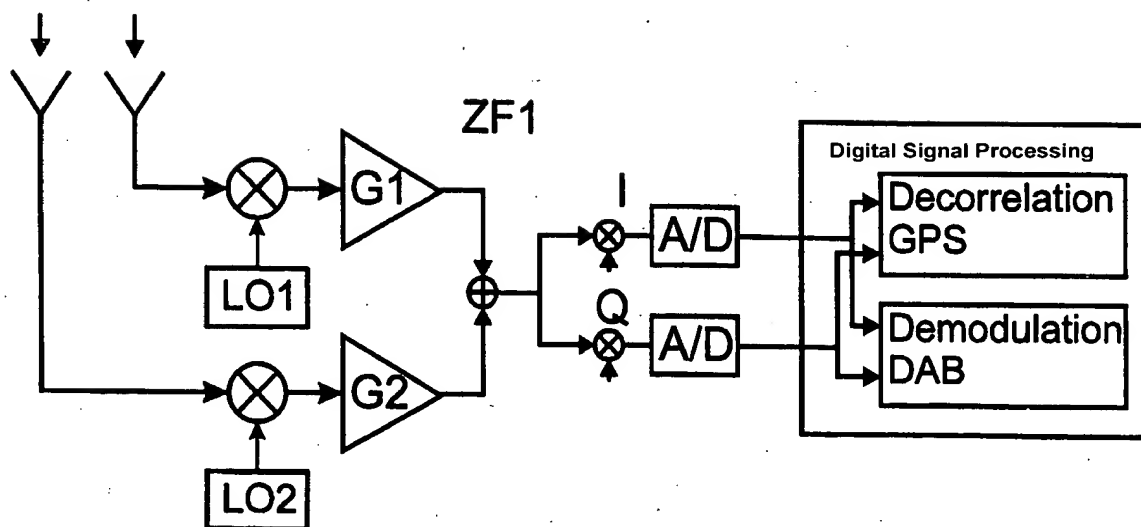 ZF1
G1
LO1
G2
LO2
I
A/D
Q
A/D
Digital Signal Processing
Decorrelation
GPS
Demodulation
DAB